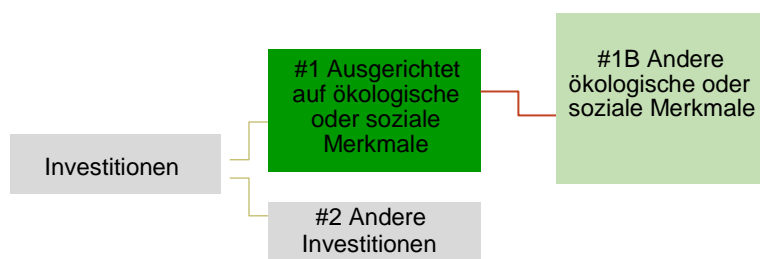 Investitionen
#1 Ausgerichtet
auf ökologische
oder soziale
Merkmale
#2 Andere
Investitionen
#1B Andere
ökologische oder
soziale Merkmale